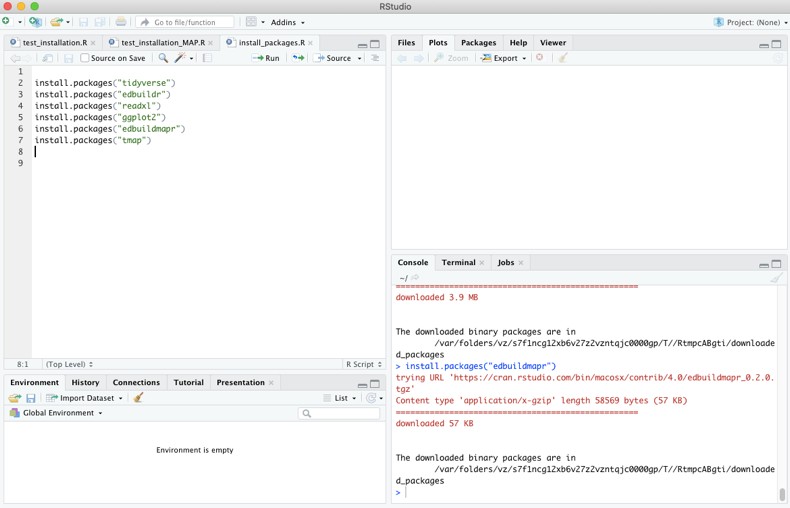 RStudio
Go to file/function
Addins
Project: (None)
test_installation.R
test_installation_MAP.R
install_packages.R
Source on Save
Run
Source
1
2 install.packages("tidyverse")
3 install.packages("edbuildr")
4 install.packages("readxl")
5 install.packages("ggplot2")
6 install.packages("edbuildmapr")
7 install.packages("tmap")
8
9
8:1
(Top Level)
R Script
Environment
History
Connections
Tutorial
Presentation
Import Dataset
List
Global Environment
Environment is empty
Files
Plots
Packages
Help
Viewer
Zoom
Export
Console
Terminal
Jobs
~/
==================================================
downloaded 3.9 MB
The downloaded binary packages are in
/var/folders/vz/s7f1ncg12xb6v27z2vzntqjc0000gp/T//RtmpcABgti/downloade
d_packages
> install.packages("edbuildmapr")
trying URL 'https://cran.rstudio.com/bin/macosx/contrib/4.0/edbuildmapr_0.2.0.
tgz'
Content type 'application/x-gzip' length 58569 bytes (57 KB)
==================================================
downloaded 57 KB
The downloaded binary packages are in
/var/folders/vz/s7f1ncg12xb6v27z2vzntqjc0000gp/T//RtmpcABgti/downloade
d_packages
>